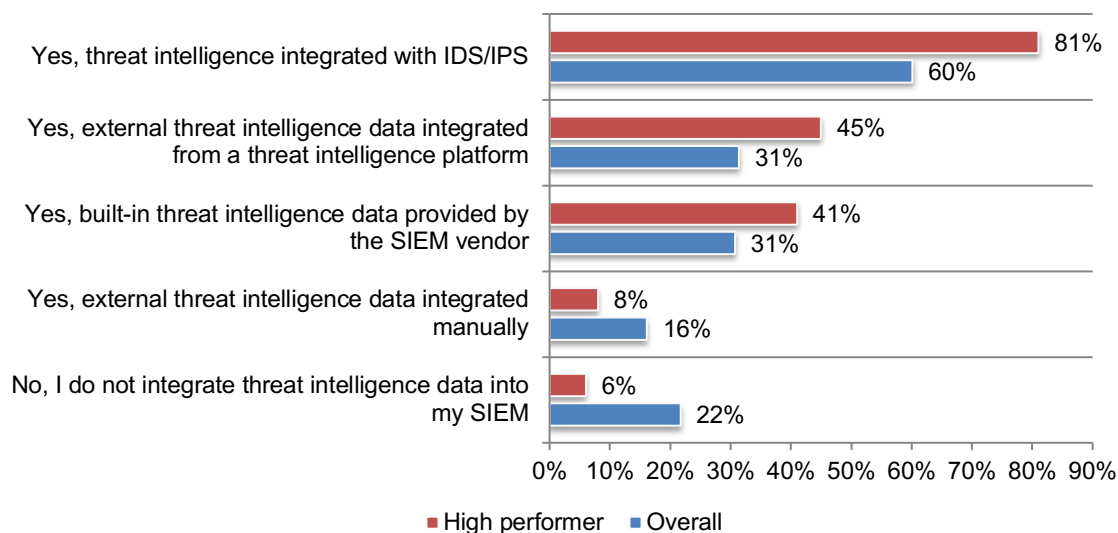 Yes, threat intelligence integrated with IDS/IPS
81%
60%
Yes, external threat intelligence data integrated
from a threat intelligence platform
45%
31%
Yes, built-in threat intelligence data provided by
the SIEM vendor
41%
31%
Yes, external threat intelligence data integrated
manually
8%
16%
No, I do not integrate threat intelligence data into
my SIEM
6%
22%
0% 10% 20% 30% 40% 50% 60% 70% 80% 90%
High performer Overall